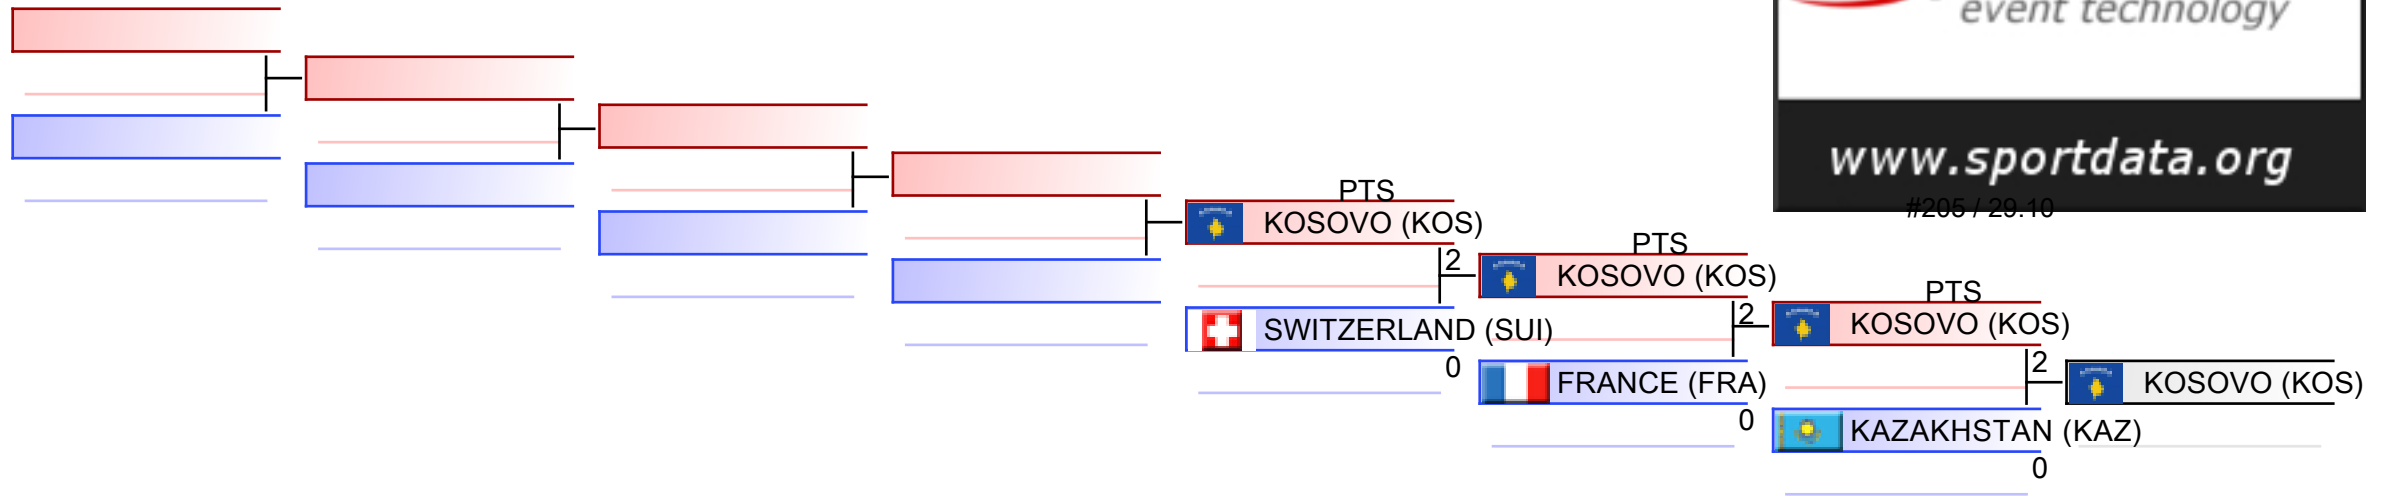 event technology
www.sportdata.org
#205 / 29.10
PTS
KOSOVO (KOS)
2
SWITZERLAND (SUI)
0
PTS
KOSOVO (KOS)
2
FRANCE (FRA)
0
PTS
KOSOVO (KOS)
2
KAZAKHSTAN (KAZ)
0
KOSOVO (KOS)